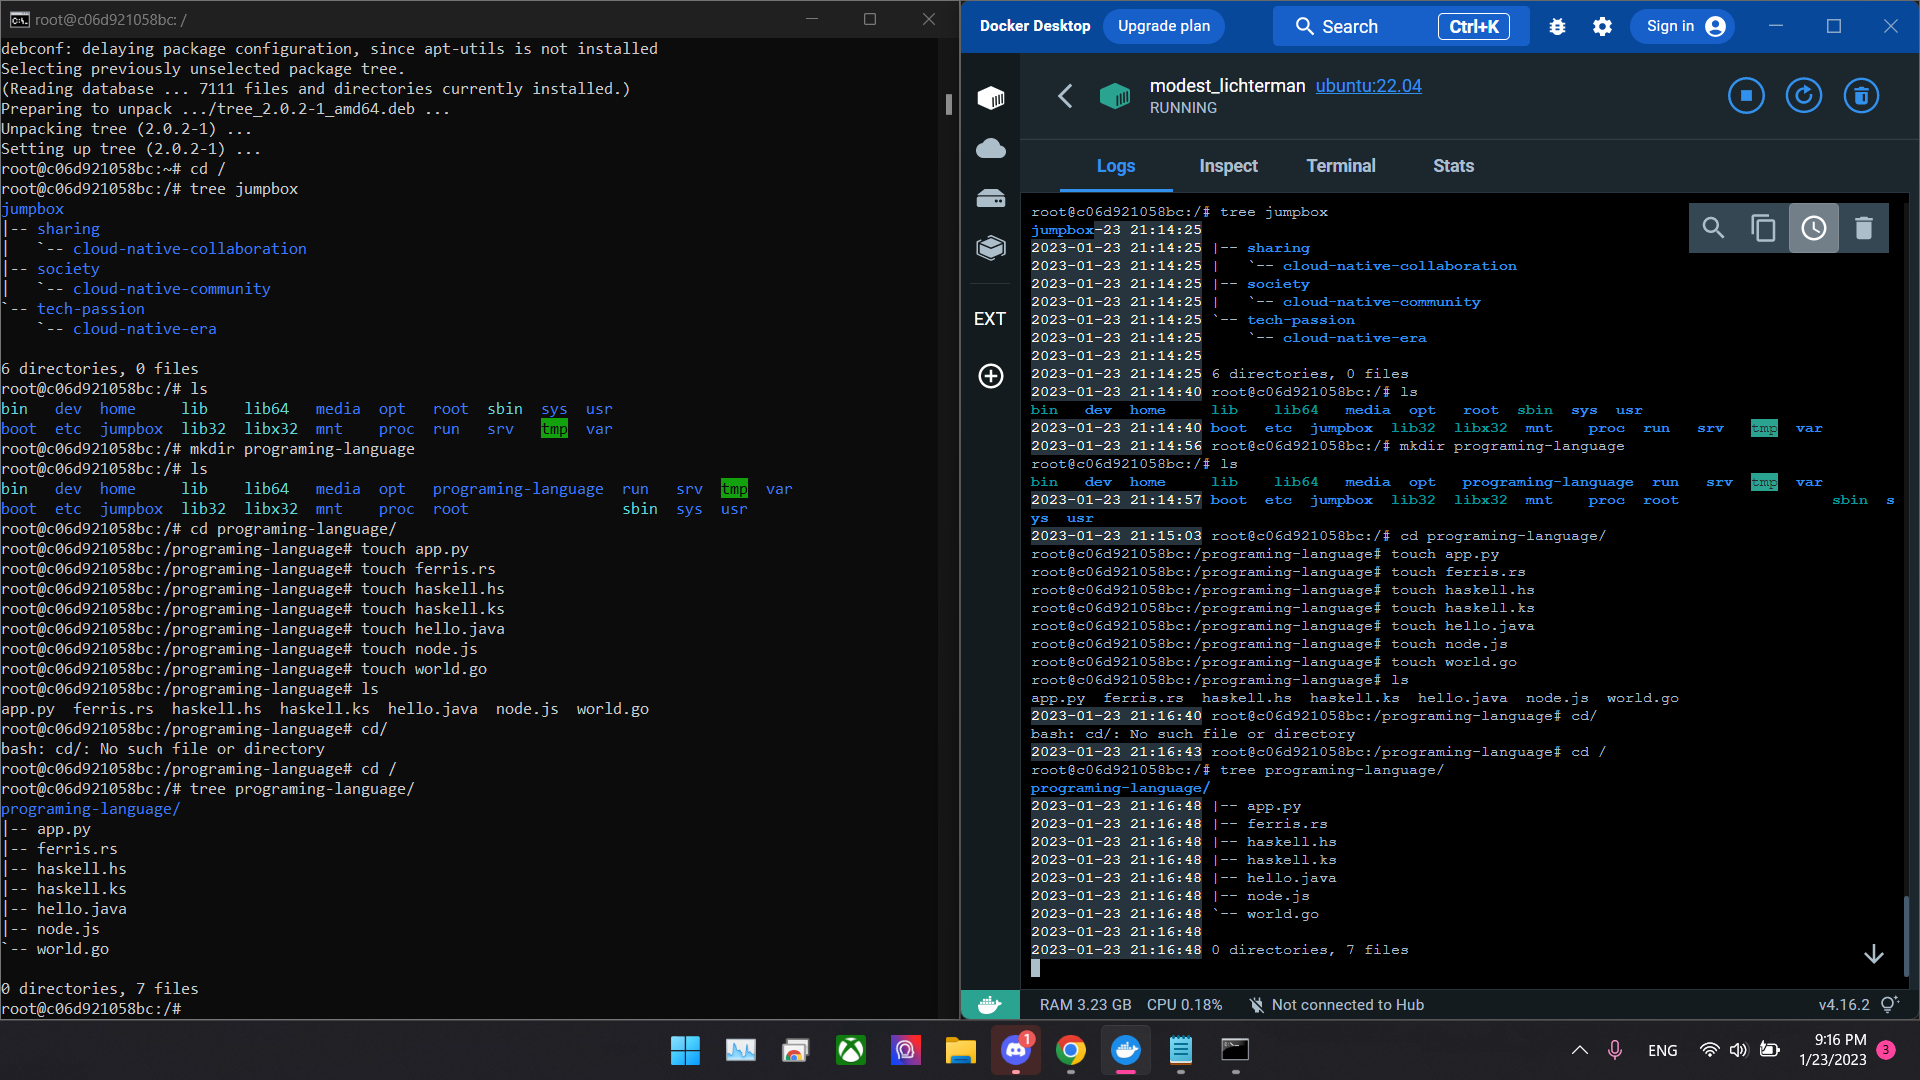 root@c06d921058bc: /
debconf: delaying package configuration, since apt-utils is not installed
Selecting previously unselected package tree.
(Reading database ... 7111 files and directories currently installed.)
Preparing to unpack .../tree_2.0.2-1_amd64.deb ...
Unpacking tree (2.0.2-1) ...
Setting up tree (2.0.2-1) ...
root@c06d921058bc:~# cd /
root@c06d921058bc:/# tree jumpbox
jumpbox
|-- sharing
|   `-- cloud-native-collaboration
|-- society
|   `-- cloud-native-community
`-- tech-passion
    `-- cloud-native-era
6 directories, 0 files
root@c06d921058bc:/# ls
bin   dev  home     lib    lib64   media  opt   root  sbin  sys  usr
boot  etc  jumpbox  lib32  libx32  mnt    proc  run   srv   tmp  var
root@c06d921058bc:/# mkdir programing-language
root@c06d921058bc:/# ls
bin   dev  home     lib    lib64   media  opt   programing-language  run   srv  tmp  var
boot  etc  jumpbox  lib32  libx32  mnt    proc  root                 sbin  sys  usr
root@c06d921058bc:/# cd programing-language/
root@c06d921058bc:/programing-language# touch app.py
root@c06d921058bc:/programing-language# touch ferris.rs
root@c06d921058bc:/programing-language# touch haskell.hs
root@c06d921058bc:/programing-language# touch haskell.ks
root@c06d921058bc:/programing-language# touch hello.java
root@c06d921058bc:/programing-language# touch node.js
root@c06d921058bc:/programing-language# touch world.go
root@c06d921058bc:/programing-language# ls
app.py  ferris.rs  haskell.hs  haskell.ks  hello.java  node.js  world.go
root@c06d921058bc:/programing-language# cd/
bash: cd/: No such file or directory
root@c06d921058bc:/programing-language# cd /
root@c06d921058bc:/# tree programing-language/
programing-language/
|-- app.py
|-- ferris.rs
|-- haskell.hs
|-- haskell.ks
|-- hello.java
|-- node.js
`-- world.go
0 directories, 7 files
root@c06d921058bc:/#
Docker Desktop Upgrade plan Search Ctrl+K Sign in
modest_lichterman ubuntu:22.04
RUNNING
Logs Inspect Terminal Stats
EXT
root@c06d921058bc:/# tree jumpbox
jumpbox-23 21:14:25
2023-01-23 21:14:25 |-- sharing
2023-01-23 21:14:25 |   `-- cloud-native-collaboration
2023-01-23 21:14:25 |-- society
2023-01-23 21:14:25 |   `-- cloud-native-community
2023-01-23 21:14:25 `-- tech-passion
2023-01-23 21:14:25     `-- cloud-native-era
2023-01-23 21:14:25
2023-01-23 21:14:25 6 directories, 0 files
2023-01-23 21:14:40 root@c06d921058bc:/# ls
bin   dev  home     lib    lib64   media  opt   root  sbin  sys  usr
2023-01-23 21:14:40 boot  etc  jumpbox  lib32  libx32  mnt    proc  run   srv   tmp  var
2023-01-23 21:14:56 root@c06d921058bc:/# mkdir programing-language
root@c06d921058bc:/# ls
bin   dev  home     lib    lib64   media  opt   programing-language  run   srv  tmp  var
2023-01-23 21:14:57 boot  etc  jumpbox  lib32  libx32  mnt    proc  root                 sbin  s
ys  usr
2023-01-23 21:15:03 root@c06d921058bc:/# cd programing-language/
root@c06d921058bc:/programing-language# touch app.py
root@c06d921058bc:/programing-language# touch ferris.rs
root@c06d921058bc:/programing-language# touch haskell.hs
root@c06d921058bc:/programing-language# touch haskell.ks
root@c06d921058bc:/programing-language# touch hello.java
root@c06d921058bc:/programing-language# touch node.js
root@c06d921058bc:/programing-language# touch world.go
root@c06d921058bc:/programing-language# ls
app.py  ferris.rs  haskell.hs  haskell.ks  hello.java  node.js  world.go
2023-01-23 21:16:40 root@c06d921058bc:/programing-language# cd/
bash: cd/: No such file or directory
2023-01-23 21:16:43 root@c06d921058bc:/programing-language# cd /
root@c06d921058bc:/# tree programing-language/
programing-language/
2023-01-23 21:16:48 |-- app.py
2023-01-23 21:16:48 |-- ferris.rs
2023-01-23 21:16:48 |-- haskell.hs
2023-01-23 21:16:48 |-- haskell.ks
2023-01-23 21:16:48 |-- hello.java
2023-01-23 21:16:48 |-- node.js
2023-01-23 21:16:48 `-- world.go
2023-01-23 21:16:48
2023-01-23 21:16:48 0 directories, 7 files
RAM 3.23 GB CPU 0.18% Not connected to Hub v4.16.2
1
ENG
9:16 PM
1/23/2023
3